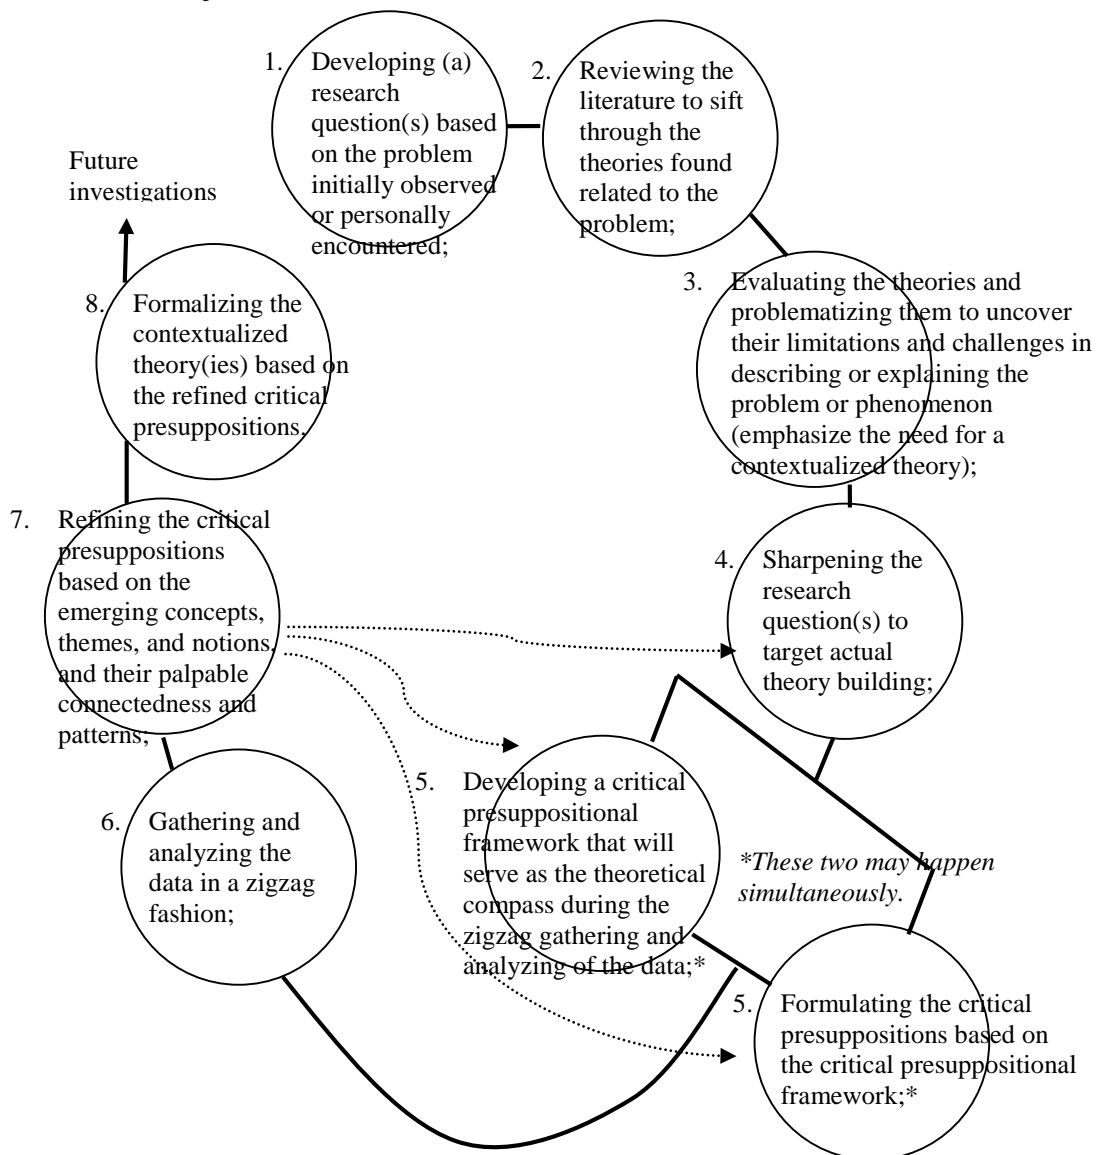 1. Developing (a)
research
question(s) based
on the problem
initially observed
or personally
encountered;
2. Reviewing the
literature to sift
through the
theories found
related to the
problem;
3. Evaluating the theories and
problematizing them to uncover
their limitations and challenges in
describing or explaining the
problem or phenomenon
(emphasize the need for a
contextualized theory);
4. Sharpening the
research
question(s) to
target actual
theory building;
5. Developing a critical
presuppositional
framework that will
serve as the theoretical
compass during the
zigzag gathering and
analyzing of the data;*
*These two may happen
simultaneously.
5. Formulating the critical
presuppositions based on
the critical presuppositional
framework;*
6. Gathering and
analyzing the
data in a zigzag
fashion;
7. Refining the critical
presuppositions
based on the
emerging concepts,
themes, and notions,
and their palpable
connectedness and
patterns;
8. Formalizing the
contextualized
theory(ies) based on
the refined critical
presuppositions.
Future
investigations